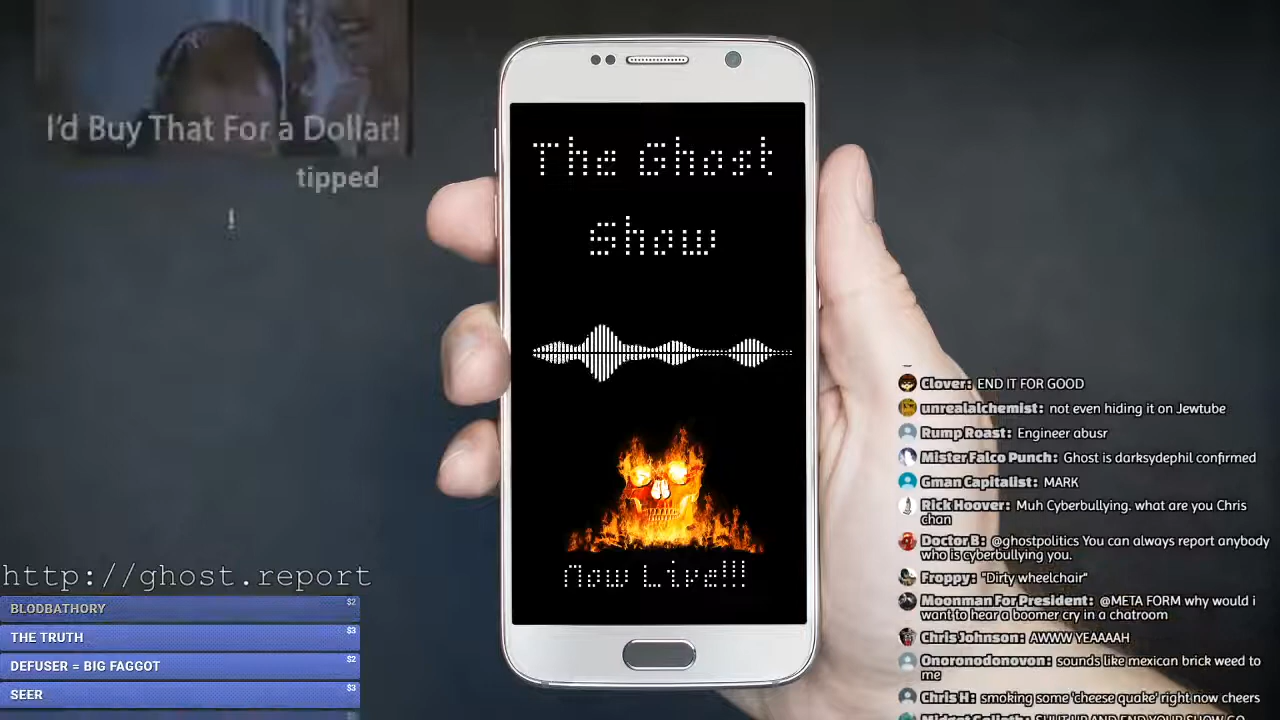 I'd Buy That For a Dollar!
tipped
!
The Ghost
Show
Now Live!!!
http://ghost.report
BLODBATHORY $2
THE TRUTH $3
DEFUSER = BIG FAGGOT $2
SEER $3
Clover: END IT FOR GOOD
unrealalchemist: not even hiding it on Jewtube
Rump Roast: Engineer abusr
MisterFalco Punch: Ghost is darksydephil confirmed
Gman Capitalist: MARK
Rick Hoover: Muh Cyberbullying. what are you Chris
chan
DoctorB: @ghostpolitics You can always report anybody
who is cyberbullying you.
Froppy: "Dirty wheelchair"
Moonman For President: @META FORM why would i
want to hear a boomer cry in a chatroom
Chris Johnson: AWWW YEAAAAH
Onoronodonovon: sounds like mexican brick weed to
me
Chris H: smoking some 'cheese quake' right now cheers